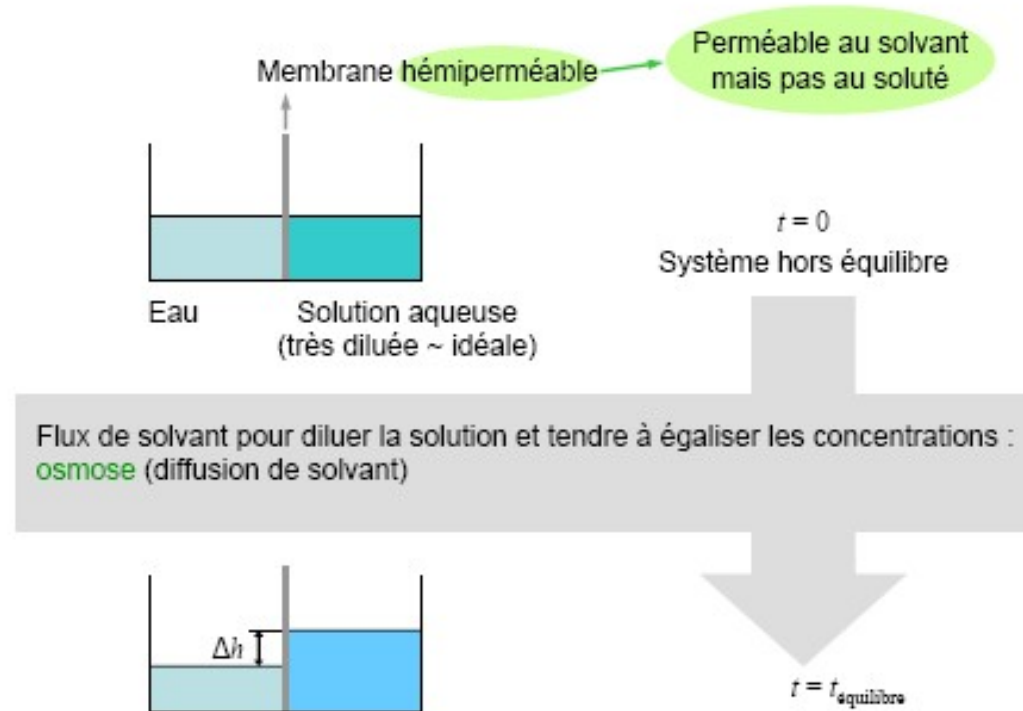 Perméable au solvant
mais pas au soluté
Membrane hémiperméable
t = 0
Système hors équilibre
Eau
Solution aqueuse
(très diluée ~ idéale)
Flux de solvant pour diluer la solution et tendre à égaliser les concentrations :
osmose (diffusion de solvant)
Δh
t = téquilibre